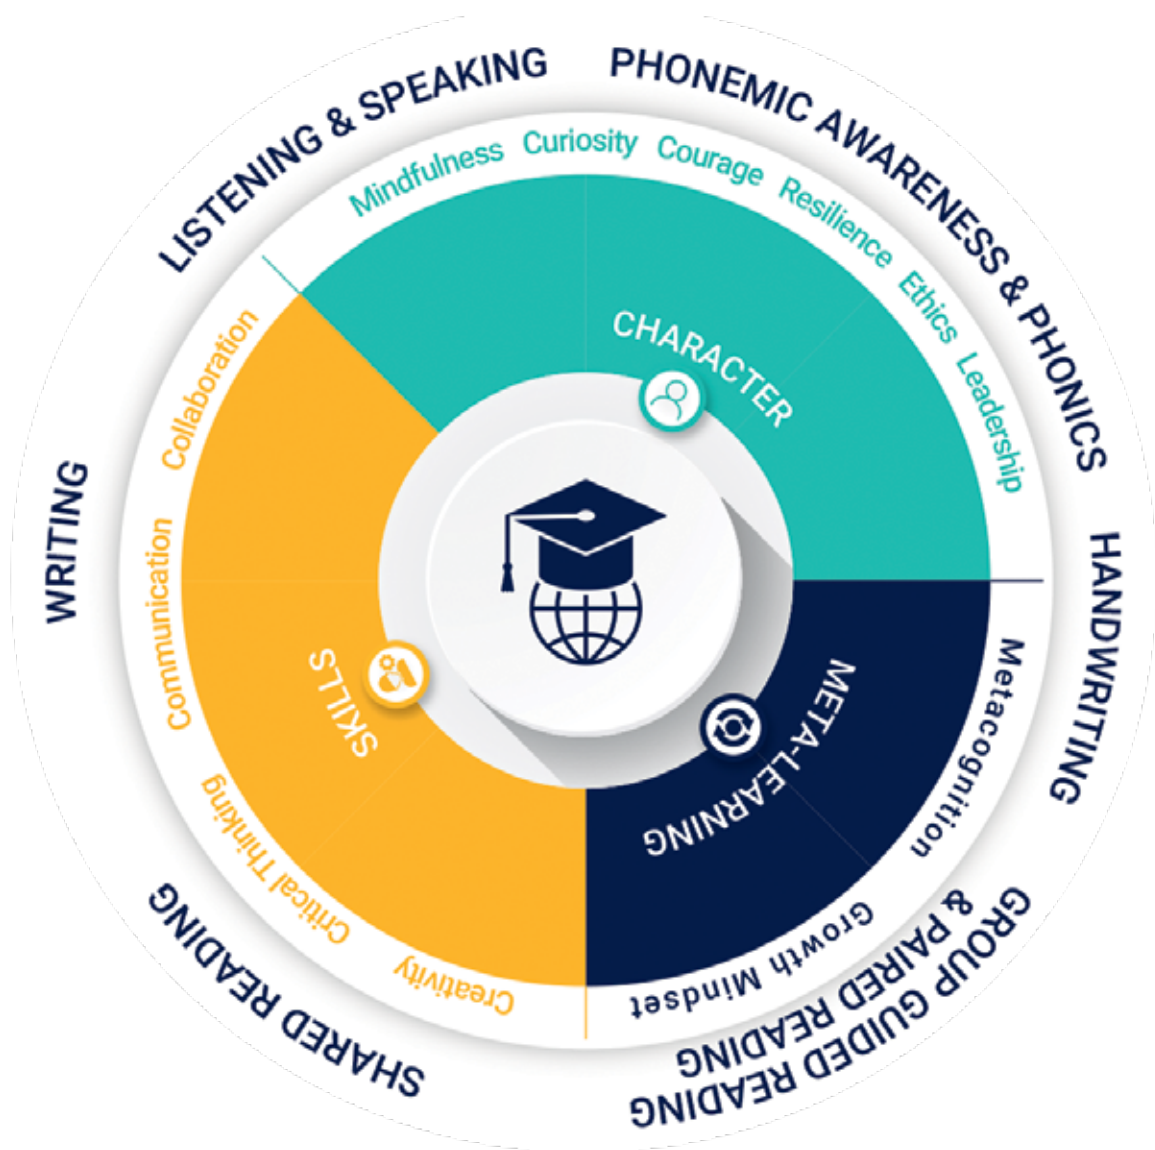 LISTENING & SPEAKING
PHONEMIC AWARENESS & PHONICS
HANDWRITING
GROUP GUIDED READING
& PAIRED READING
SHARED READING
WRITING
Mindfulness
Curiosity
Courage
Resilience
Ethics
Leadership
Metacognition
Growth Mindset
Creativity
Critical Thinking
Communication
Collaboration
CHARACTER
META-LEARNING
SKILLS